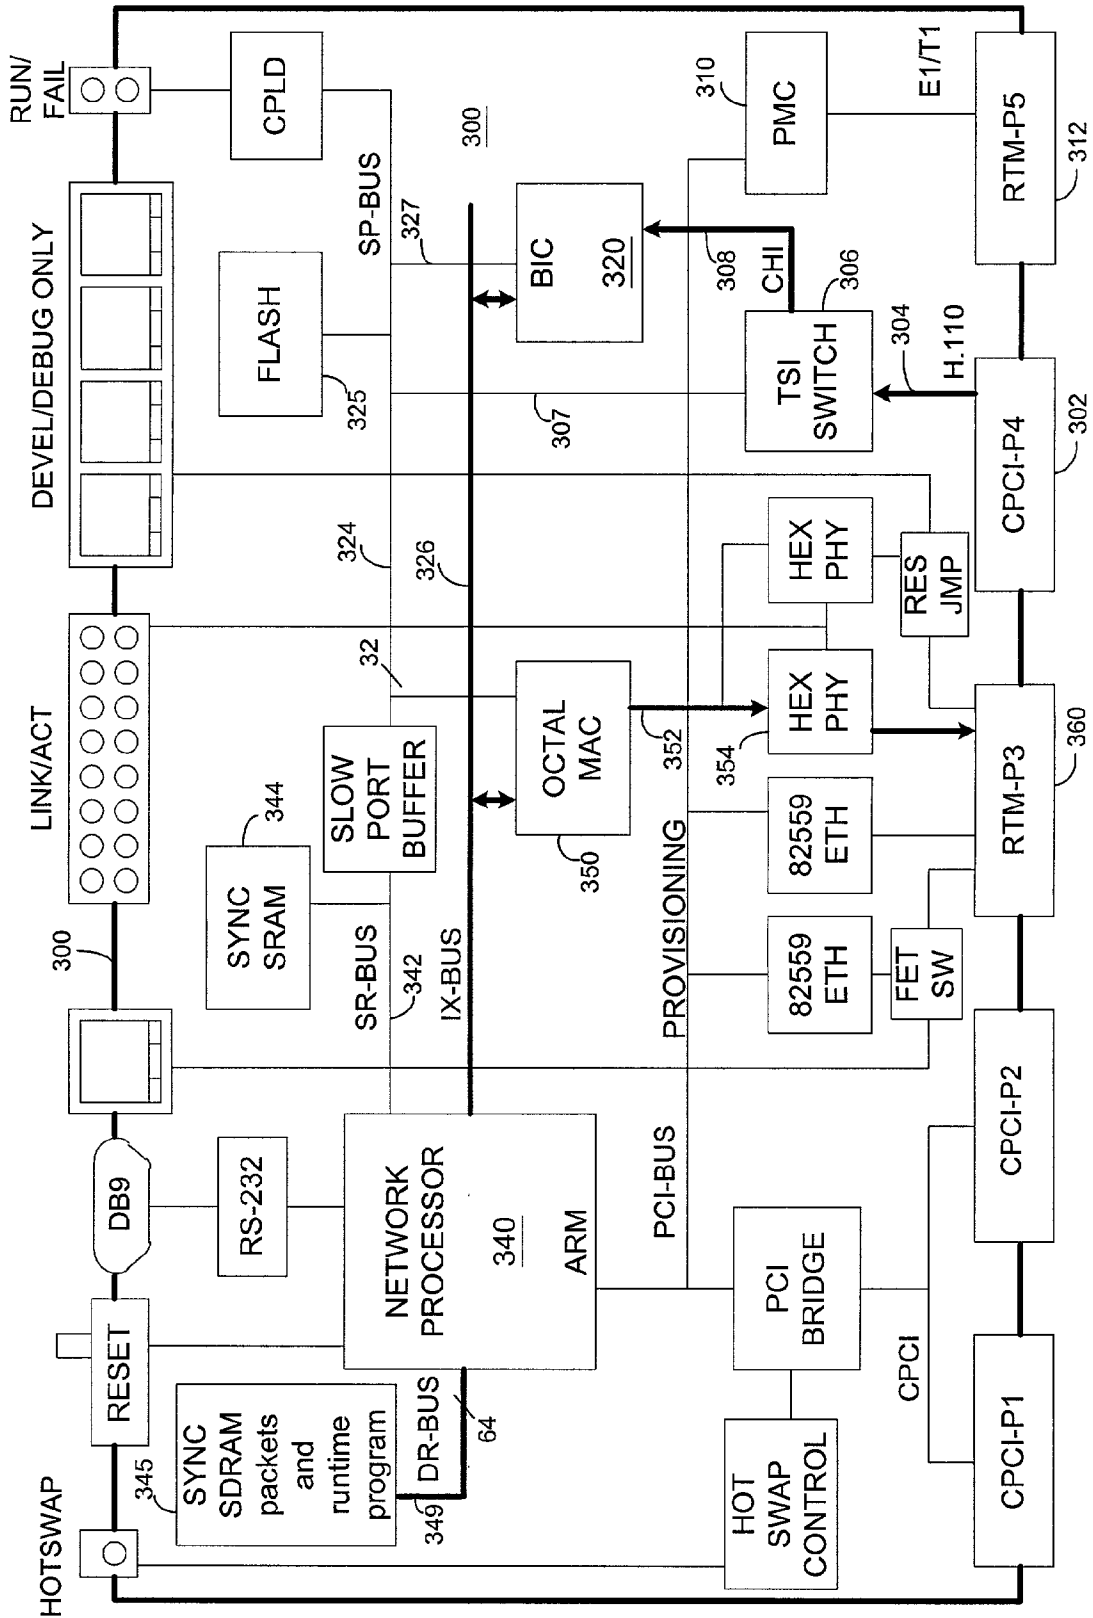 HOTSWAP
RESET
DB9
300
LINK/ACT
DEVEL/DEBUG ONLY
RUN/
FAIL
345
SYNC
SDRAM
packets
and
runtime
program
RS-232
SYNC
SRAM
344
FLASH
325
CPLD
349
DR-BUS
64
NETWORK
PROCESSOR
340
ARM
SR-BUS
342
IX-BUS
SLOW
PORT
BUFFER
32
324
326
SP-BUS
327
300
OCTAL
MAC
350
BIC
320
352
307
308
CHI
PCI-BUS
PROVISIONING
HOT
SWAP
CONTROL
PCI
BRIDGE
82559
ETH
82559
ETH
354
HEX
PHY
HEX
PHY
TSI
SWITCH
306
PMC
310
CPCI
FET
SW
RES
JMP
304
H.110
E1/T1
CPCI-P1
CPCI-P2
RTM-P3
360
CPCI-P4
302
RTM-P5
312